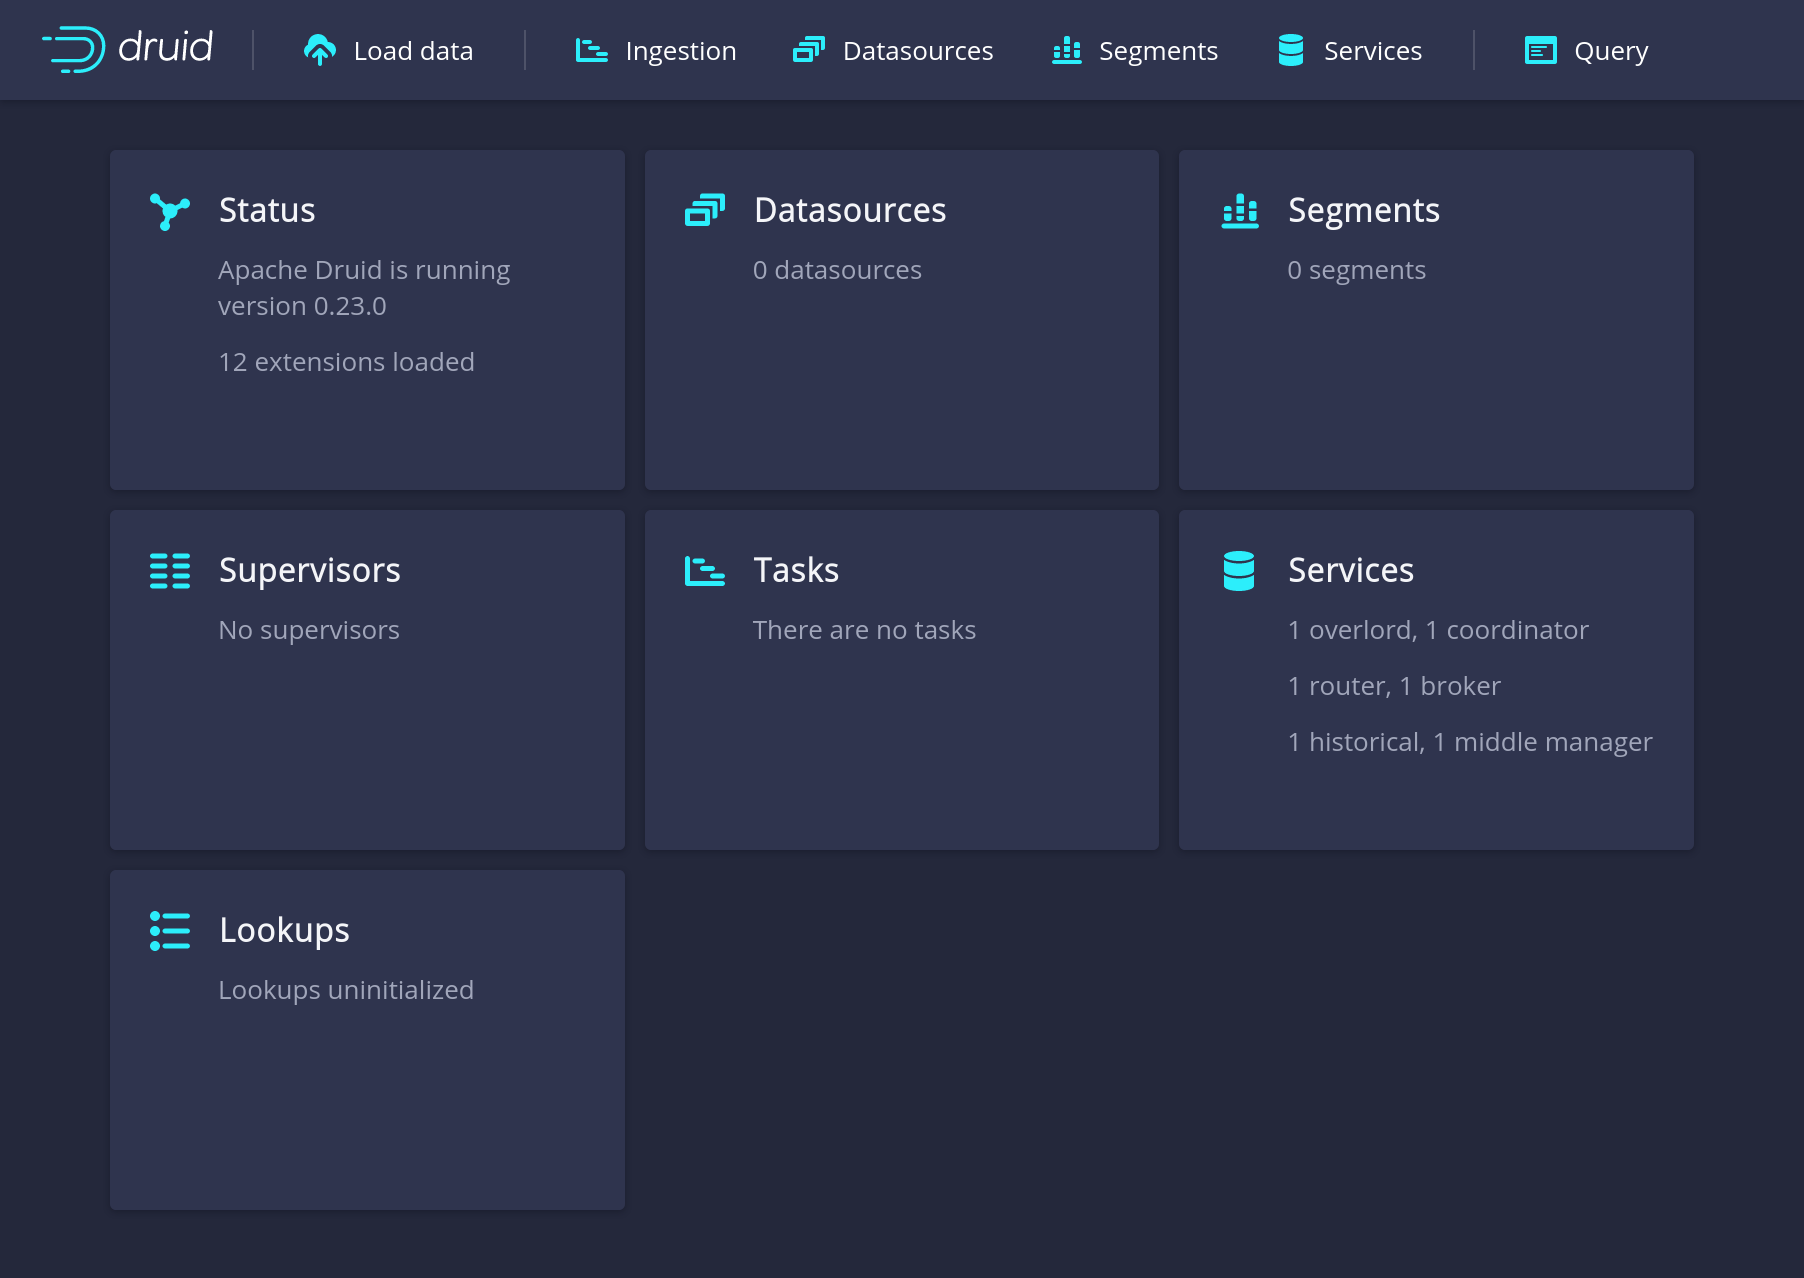 druid Load data Ingestion Datasources Segments Services Query
Status
Apache Druid is running
version 0.23.0
12 extensions loaded
Datasources
0 datasources
Segments
0 segments
Supervisors
No supervisors
Tasks
There are no tasks
Services
1 overlord, 1 coordinator
1 router, 1 broker
1 historical, 1 middle manager
Lookups
Lookups uninitialized